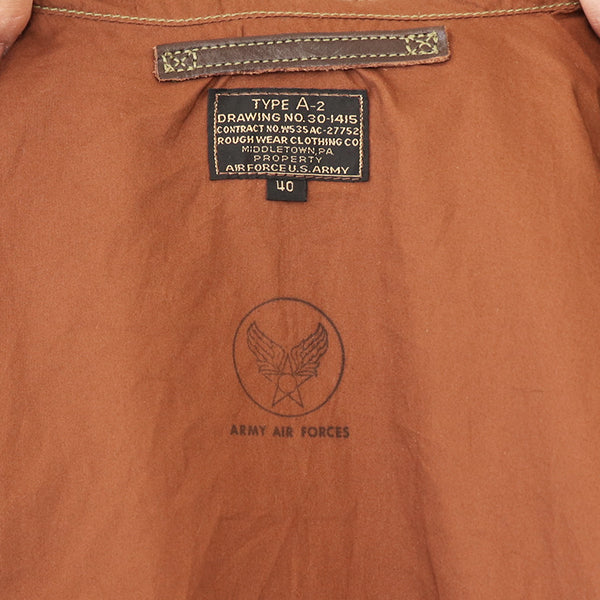 TYPE A-2
DRAWING NO. 30-1415
CONTRACT NO. W535 AC-27752
ROUGH WEAR CLOTHING CO.
MIDDLETOWN, PA
PROPERTY
AIR FORCE U.S. ARMY
40
ARMY AIR FORCES